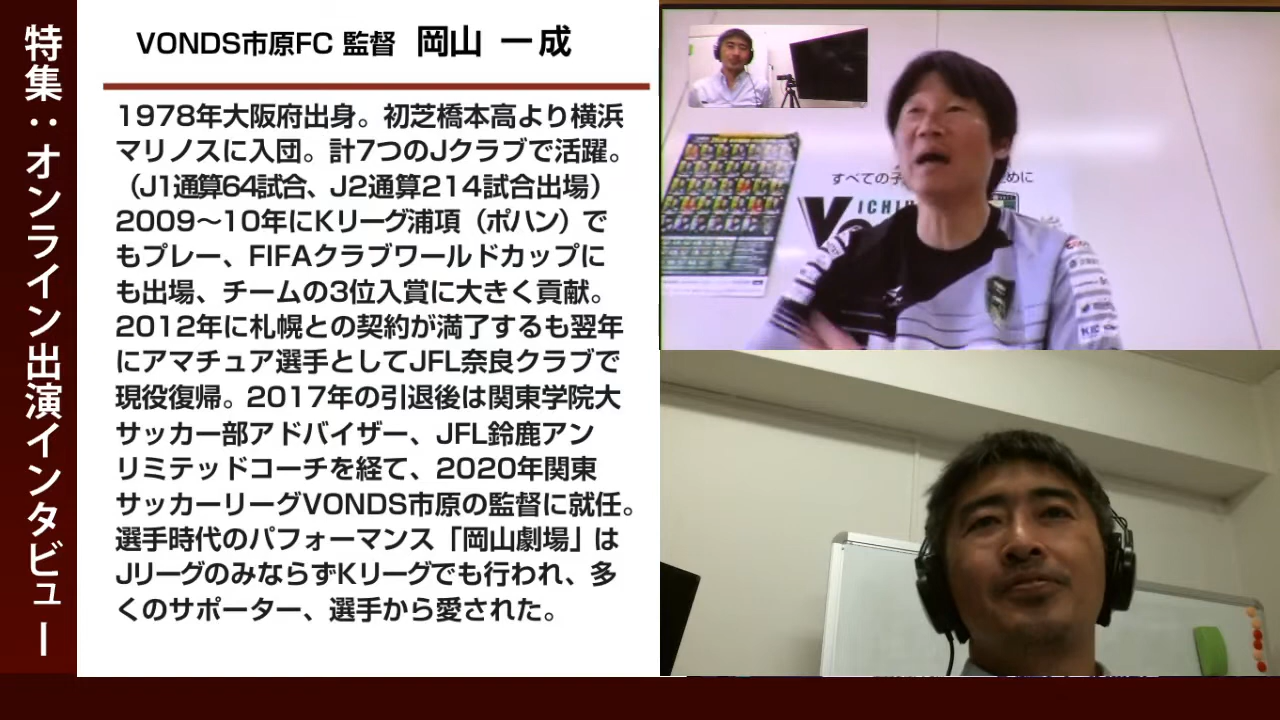 特集：オンライン出演インタビュー
VONDS市原FC 監督 岡山 一成
1978年大阪府出身。初芝橋本高より横浜
マリノスに入団。計7つのJクラブで活躍。
（J1通算64試合、J2通算214試合出場）
2009～10年にKリーグ浦項（ポハン）で
もプレー、FIFAクラブワールドカップに
も出場、チームの3位入賞に大きく貢献。
2012年に札幌との契約が満了するも翌年
にアマチュア選手としてJFL奈良クラブで
現役復帰。2017年の引退後は関東学院大
サッカー部アドバイザー、JFL鈴鹿アン
リミテッドコーチを経て、2020年関東
サッカーリーグVONDS市原の監督に就任。
選手時代のパフォーマンス「岡山劇場」は
JリーグのみならずKリーグでも行われ、多
くのサポーター、選手から愛された。
すべての子
めに
ICHI